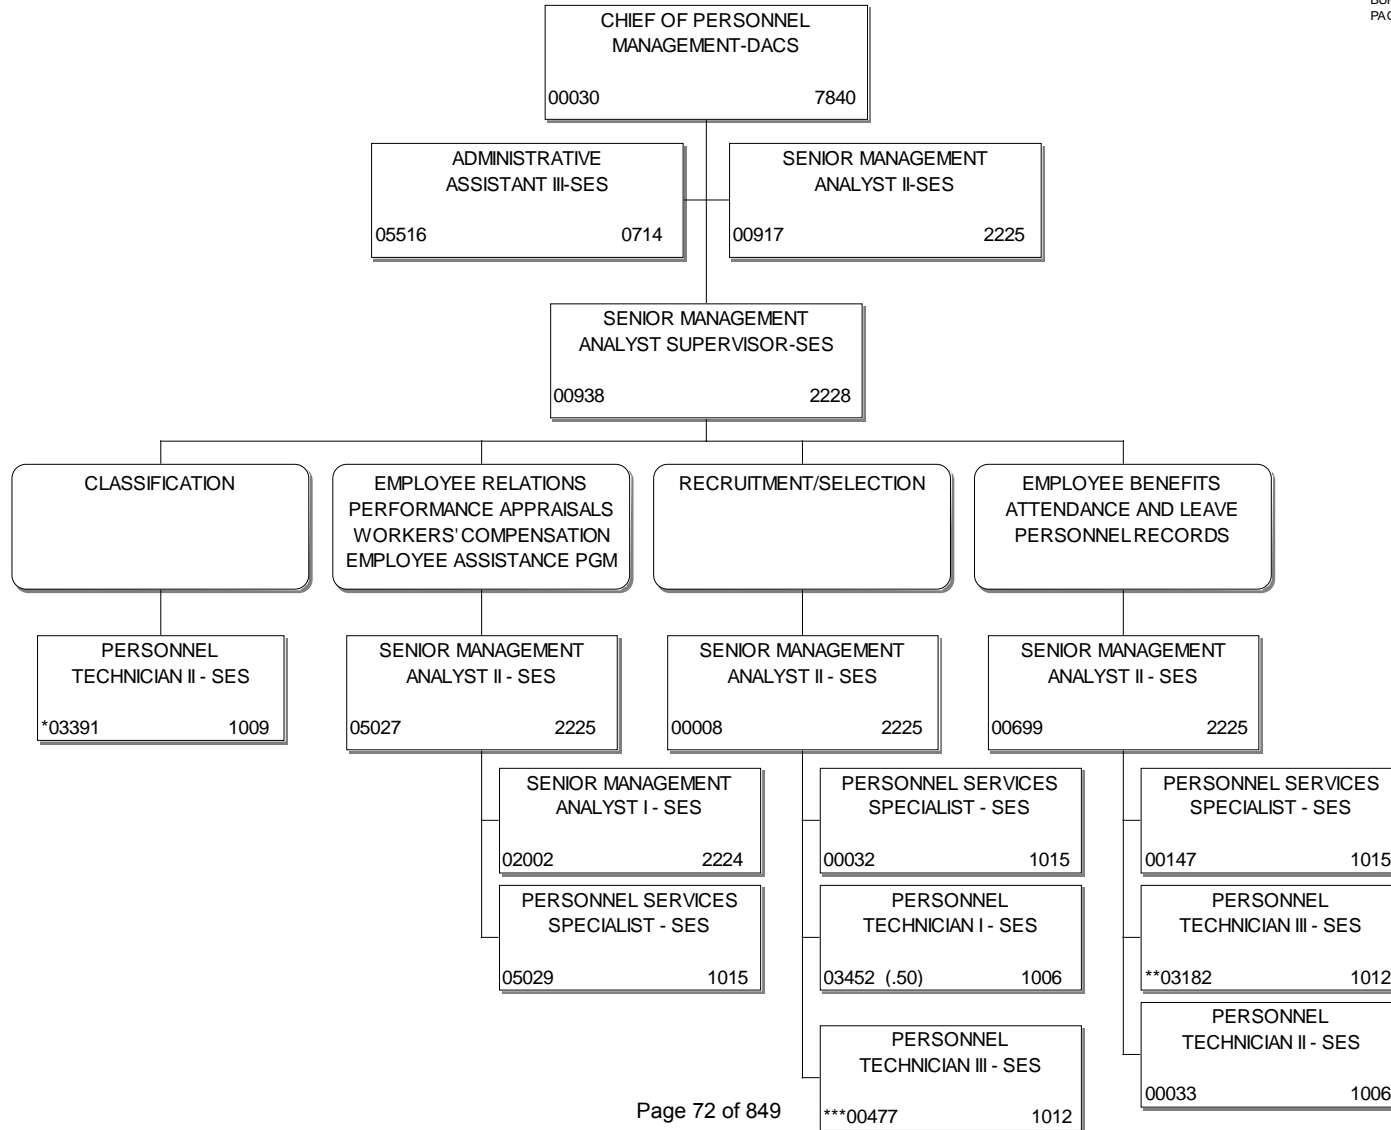 PAG
CHIEF OF PERSONNEL
MANAGEMENT-DACS
00030 7840
ADMINISTRATIVE
ASSISTANT III-SES
05516 0714
SENIOR MANAGEMENT
ANALYST II-SES
00917 2225
SENIOR MANAGEMENT
ANALYST SUPERVISOR-SES
00938 2228
CLASSIFICATION
EMPLOYEE RELATIONS
PERFORMANCE APPRAISALS
WORKERS' COMPENSATION
EMPLOYEE ASSISTANCE PGM
RECRUITMENT/SELECTION
EMPLOYEE BENEFITS
ATTENDANCE AND LEAVE
PERSONNEL RECORDS
PERSONNEL
TECHNICIAN II - SES
*03391 1009
SENIOR MANAGEMENT
ANALYST II - SES
05027 2225
SENIOR MANAGEMENT
ANALYST II - SES
00008 2225
SENIOR MANAGEMENT
ANALYST II - SES
00699 2225
SENIOR MANAGEMENT
ANALYST I - SES
02002 2224
PERSONNEL SERVICES
SPECIALIST - SES
05029 1015
PERSONNEL SERVICES
SPECIALIST - SES
00032 1015
PERSONNEL
TECHNICIAN I - SES
03452 (.50) 1006
PERSONNEL
TECHNICIAN III - SES
***00477 1012
PERSONNEL SERVICES
SPECIALIST - SES
00147 1015
PERSONNEL
TECHNICIAN III - SES
**03182 1012
PERSONNEL
TECHNICIAN II - SES
00033 1006
Page 72 of 849